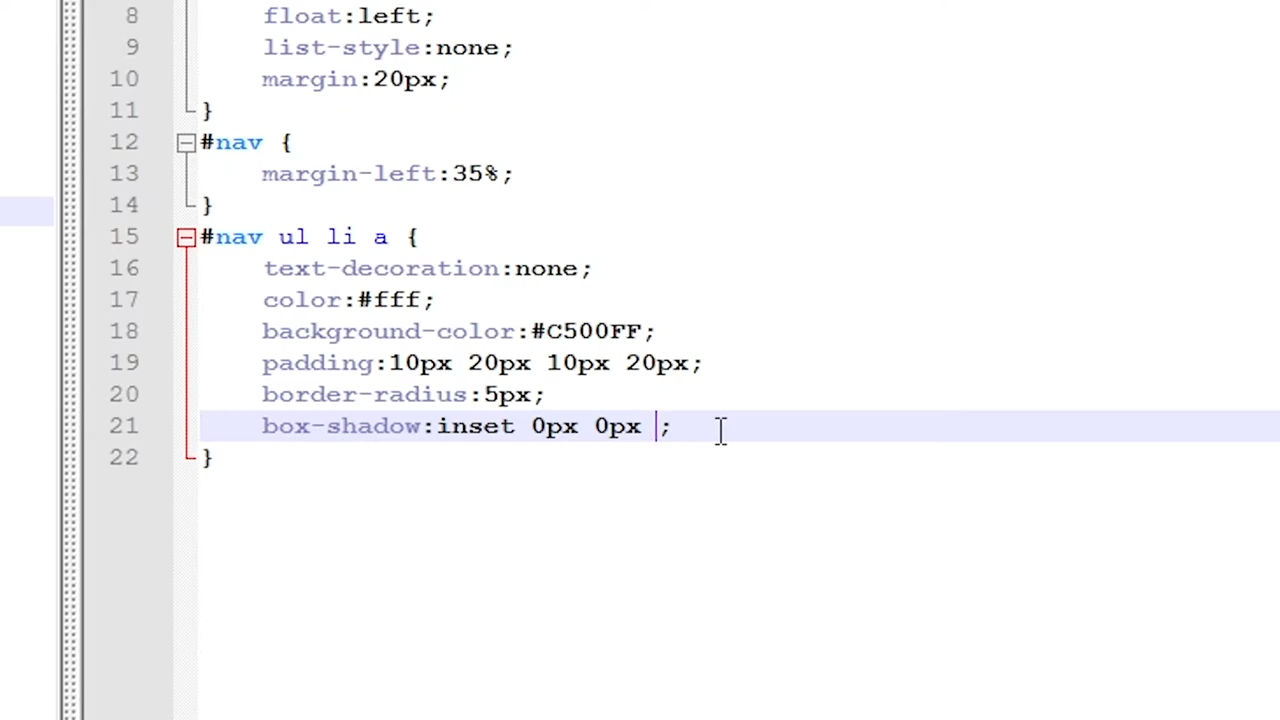 8 float:left;
9 list-style:none;
10 margin:20px;
11 }
12 #nav {
13 margin-left:35%;
14 }
15 #nav ul li a {
16 text-decoration:none;
17 color:#fff;
18 background-color:#C500FF;
19 padding:10px 20px 10px 20px;
20 border-radius:5px;
21 box-shadow:inset 0px 0px ;
22 }